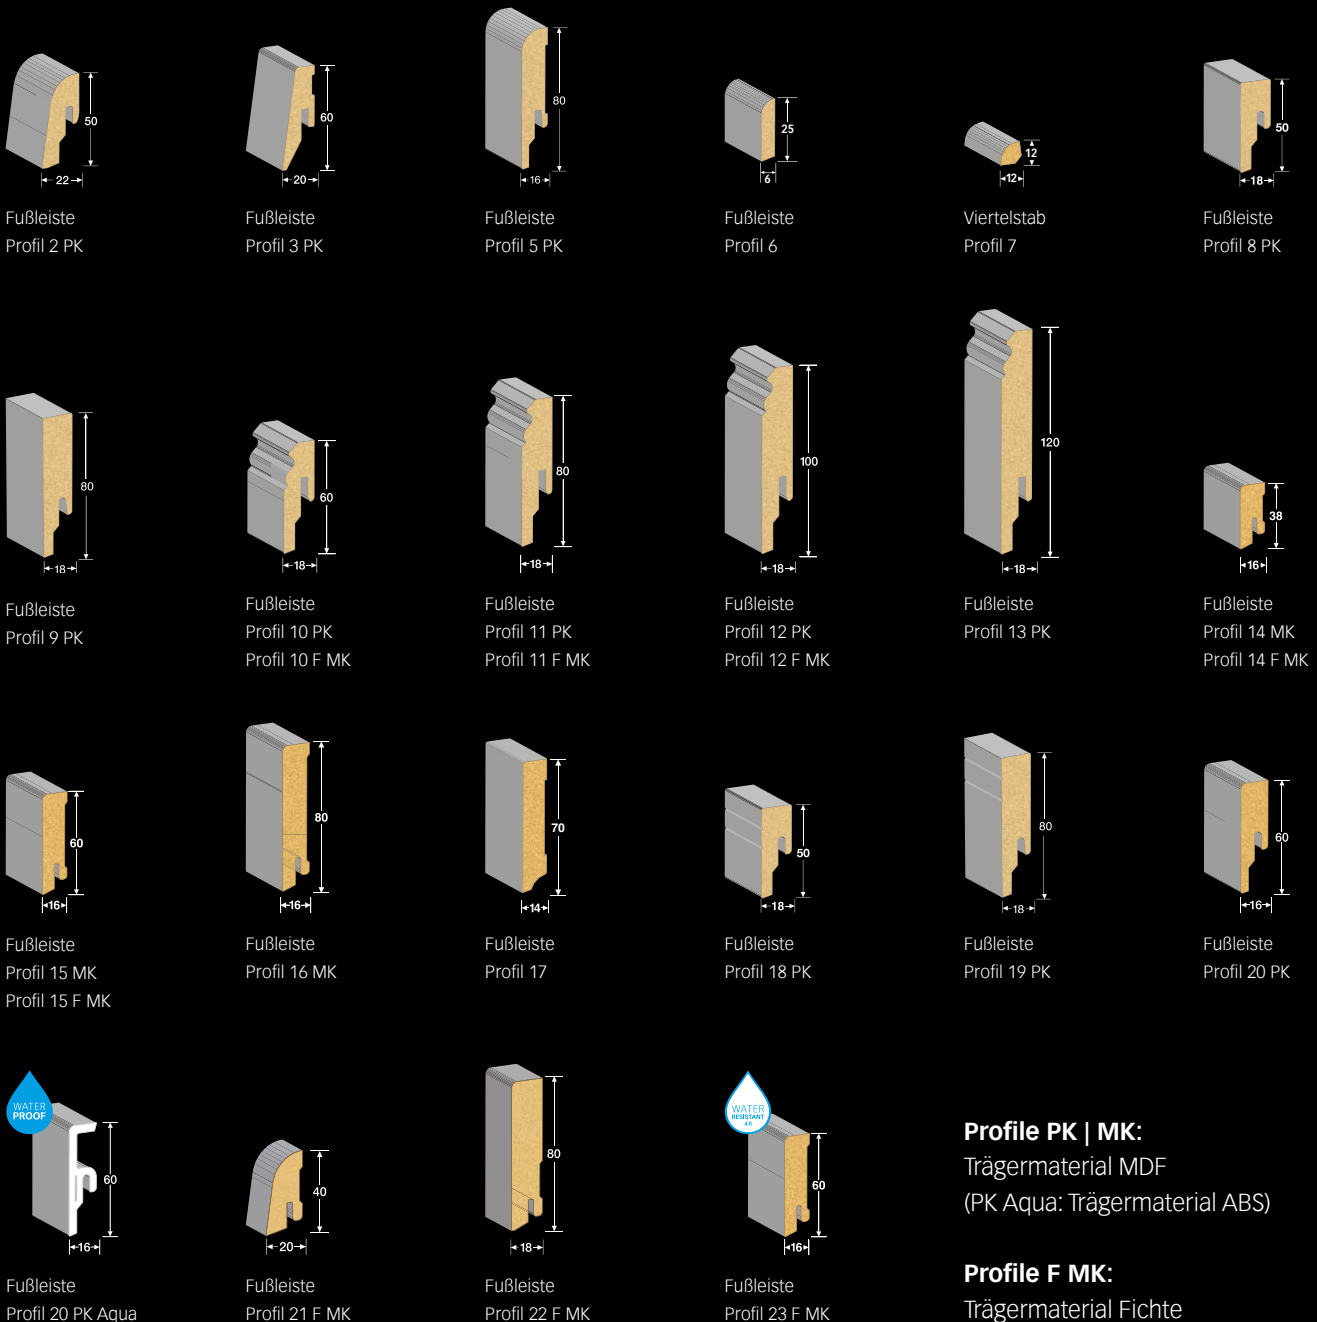 50
22
Fußleiste
Profil 2 PK
60
20
Fußleiste
Profil 3 PK
80
16
Fußleiste
Profil 5 PK
25
6
Fußleiste
Profil 6
12
12
Viertelstab
Profil 7
50
18
Fußleiste
Profil 8 PK
80
18
Fußleiste
Profil 9 PK
60
18
Fußleiste
Profil 10 PK
Profil 10 F MK
80
18
Fußleiste
Profil 11 PK
Profil 11 F MK
100
18
Fußleiste
Profil 12 PK
Profil 12 F MK
120
18
Fußleiste
Profil 13 PK
38
16
Fußleiste
Profil 14 MK
Profil 14 F MK
60
16
Fußleiste
Profil 15 MK
Profil 15 F MK
80
16
Fußleiste
Profil 16 MK
70
14
Fußleiste
Profil 17
50
18
Fußleiste
Profil 18 PK
80
18
Fußleiste
Profil 19 PK
60
16
Fußleiste
Profil 20 PK
WATER
PROOF
60
16
Fußleiste
Profil 20 PK Aqua
40
20
Fußleiste
Profil 21 F MK
80
18
Fußleiste
Profil 22 F MK
WATER
RESISTANT
4 h
60
16
Fußleiste
Profil 23 F MK
Profile PK | MK:
Trägermaterial MDF
(PK Aqua: Trägermaterial ABS)
Profile F MK:
Trägermaterial Fichte